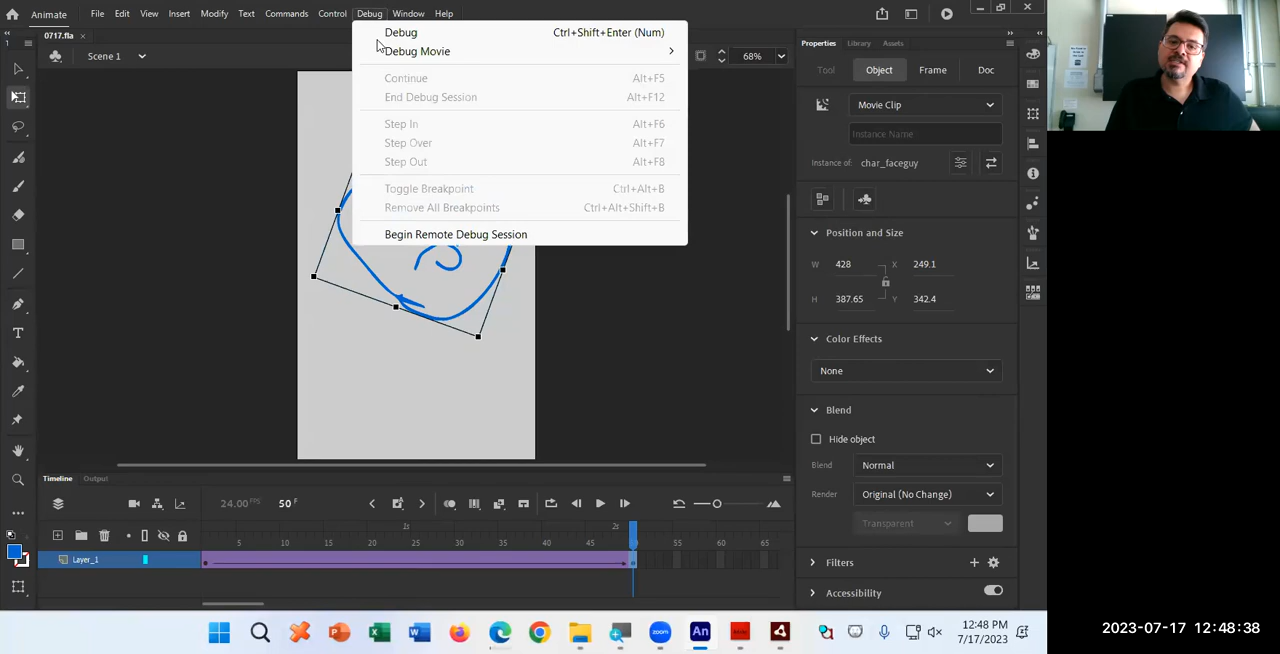 Animate
File
Edit
View
Insert
Modify
Text
Commands
Control
Debug
Window
Help
0717.fla
Scene 1
68%
Debug Ctrl+Shift+Enter (Num)
Debug Movie
Continue Alt+F5
End Debug Session Alt+F12
Step In Alt+F6
Step Over Alt+F7
Step Out Alt+F8
Toggle Breakpoint Ctrl+Alt+B
Remove All Breakpoints Ctrl+Alt+Shift+B
Begin Remote Debug Session
Properties
Library
Assets
Tool
Object
Frame
Doc
Movie Clip
Instance Name
Instance of: char_faceguy
Position and Size
W 428 X 249.1
H 387.65 Y 342.4
Color Effects
None
Blend
Hide object
Blend Normal
Render Original (No Change)
Transparent
Filters
Accessibility
Timeline
Output
24.00 FPS 50 F
1s 2s
5 10 15 20 25 30 35 40 45 50 55 60 65
Layer_1
zoom
An
12:48 PM
7/17/2023
2023-07-17 12:48:38